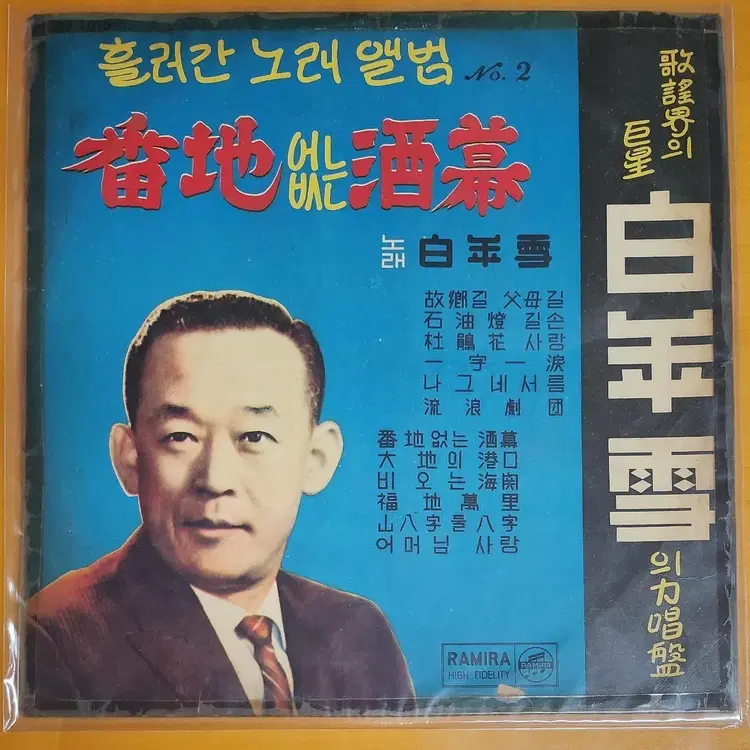 흘러간 노래 앨범 No. 2
番地 없는 酒幕
노래 白年雪
故鄕길 父母길
石油燈 길손
杜鵑花 사랑
一字一淚
나그네서름
流浪劇団
番地없는 酒幕
大地의 港口
비오는 海関
福地萬里
山八字물八字
어머님 사랑
歌謠界의
巨星
白年雪
의 力唱盤
RAMIRA
HIGH FIDELITY
RAMIRA